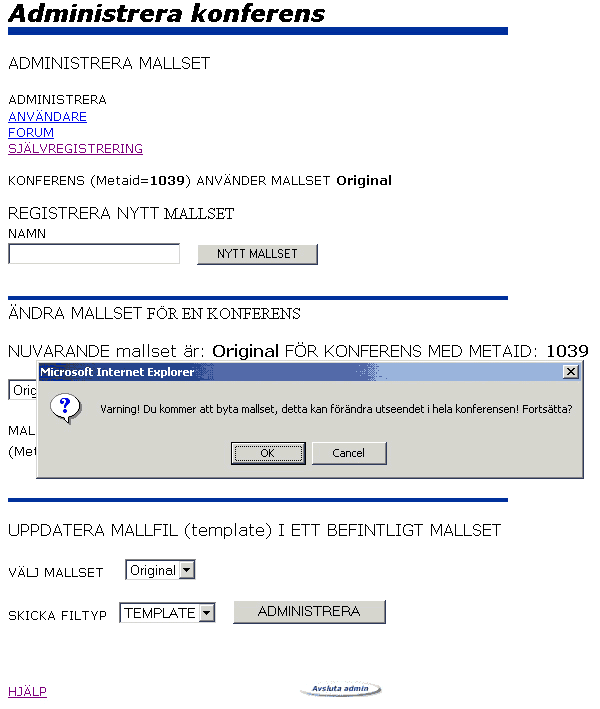 Administrera konferens
ADMINISTRERA MALLSET
ADMINISTRERA
ANVÄNDARE
FORUM
SJÄLVREGISTRERING
KONFERENS (Metaid=1039) ANVÄNDER MALLSET Original
REGISTRERA NYTT MALLSET
NAMN
NYTT MALLSET
ÄNDRA MALLSET FÖR EN KONFERENS
NUVARANDE mallset är: Original FÖR KONFERENS MED METAID: 1039
Microsoft Internet Explorer
Varning! Du kommer att byta mallset, detta kan förändra utseendet i hela konferensen! Fortsätta?
OK Cancel
UPPDATERA MALLFIL (template) I ETT BEFINTLIGT MALLSET
VÄLJ MALLSET Original
SKICKA FILTYP TEMPLATE ADMINISTRERA
HJÄLP Avsluta admin